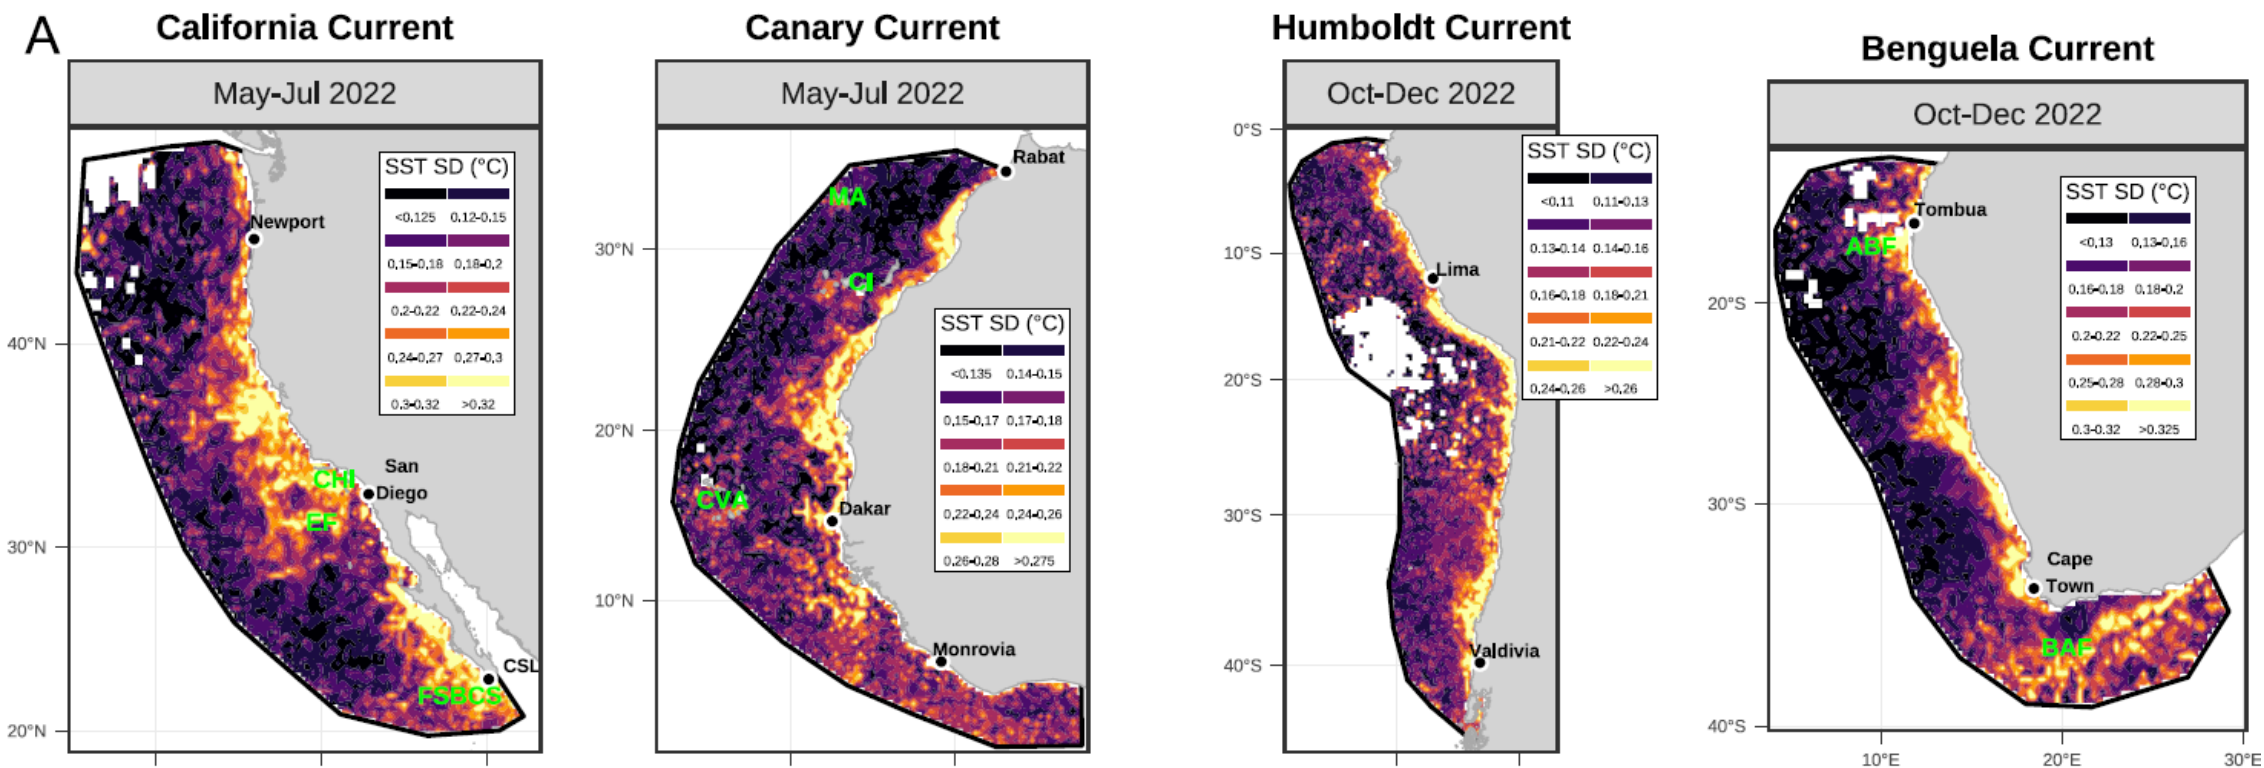 A
California Current
May-Jul 2022
SST SD (°C)
<0.125 0.12-0.15
0.15-0.18 0.18-0.2
0.2-0.22 0.22-0.24
0.24-0.27 0.27-0.3
0.3-0.32 >0.32
Newport
San
Diego
CHI
EF
CSL
FSBCS
40°N
30°N
20°N
Canary Current
May-Jul 2022
Rabat
MA
CI
SST SD (°C)
<0.135 0.14-0.15
0.15-0.17 0.17-0.18
0.18-0.21 0.21-0.22
0.22-0.24 0.24-0.26
0.26-0.28 >0.275
CVA
Dakar
Monrovia
30°N
20°N
10°N
Humboldt Current
Oct-Dec 2022
SST SD (°C)
<0.11 0.11-0.13
0.13-0.14 0.14-0.16
0.16-0.18 0.18-0.21
0.21-0.22 0.22-0.24
0.24-0.26 >0.26
Lima
Valdivia
0°S
10°S
20°S
30°S
40°S
Benguela Current
Oct-Dec 2022
SST SD (°C)
<0.13 0.13-0.16
0.16-0.18 0.18-0.2
0.2-0.22 0.22-0.25
0.25-0.28 0.28-0.3
0.3-0.32 >0.325
Tombua
ABF
Cape
Town
BAF
20°S
30°S
40°S
10°E 20°E 30°E